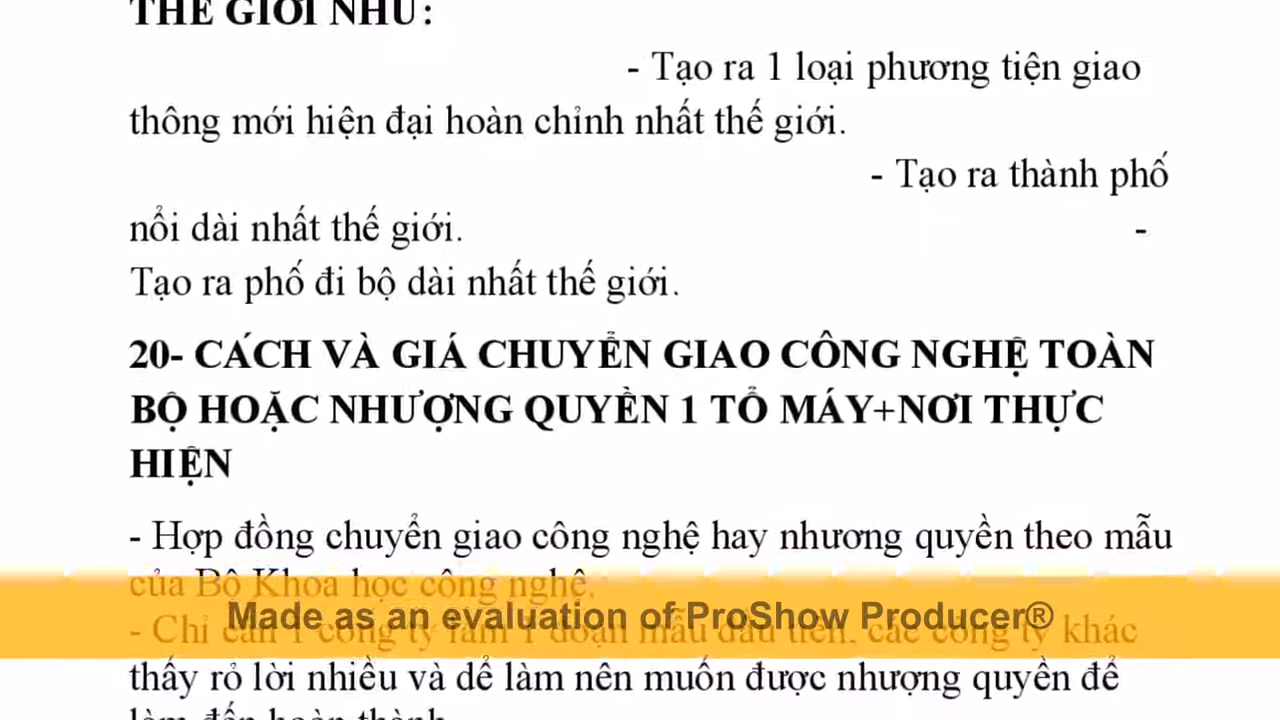 THẾ GIỚI NHƯ:
- Tạo ra 1 loại phương tiện giao
thông mới hiện đại hoàn chỉnh nhất thế giới.
- Tạo ra thành phố
nổi dài nhất thế giới. -
Tạo ra phố đi bộ dài nhất thế giới.
20- CÁCH VÀ GIÁ CHUYỂN GIAO CÔNG NGHỆ TOÀN
BỘ HOẶC NHƯỢNG QUYỀN 1 TỔ MÁY+NƠI THỰC
HIỆN
- Hợp đồng chuyển giao công nghệ hay nhương quyền theo mẫu
của Bộ Khoa học công nghệ.
Made as an evaluation of ProShow Producer®
- Chỉ cần 1 công ty làm 1 đoạn mẫu đầu tiên, các công ty khác
thấy rỏ lời nhiều và dể làm nên muốn được nhượng quyền để
làm đến hoàn thành